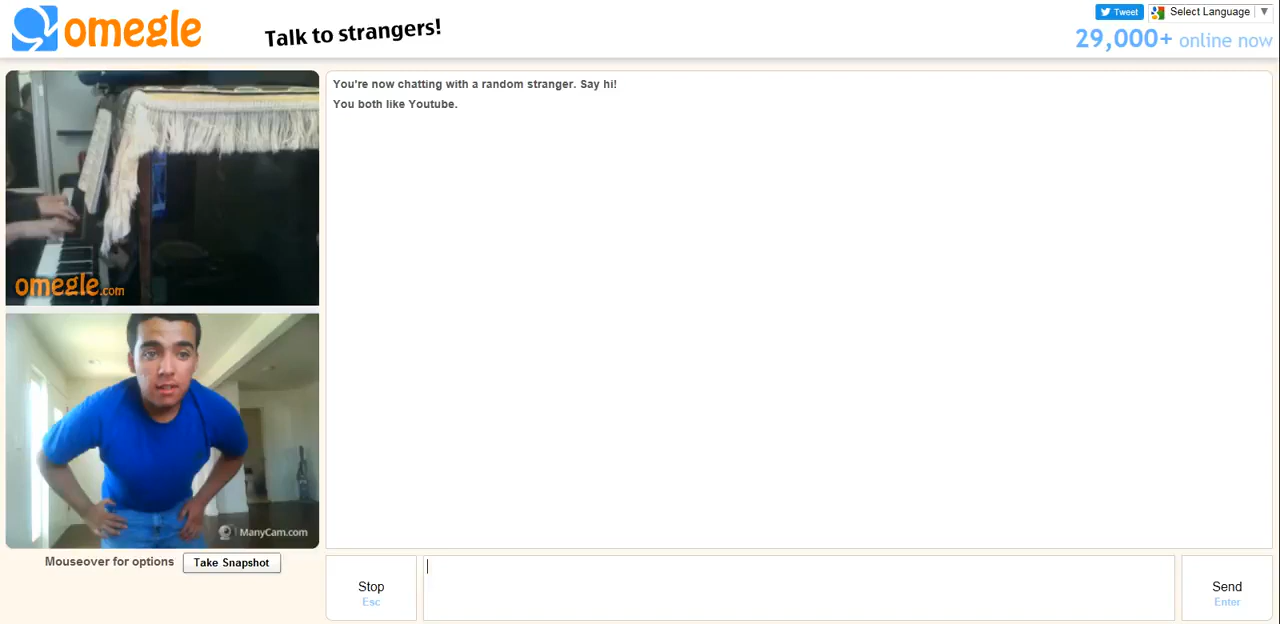 omegle
Talk to strangers!
Tweet
Select Language
29,000+ online now
You're now chatting with a random stranger. Say hi!
You both like Youtube.
omegle.com
ManyCam.com
Mouseover for options
Take Snapshot
Stop
Esc
Send
Enter